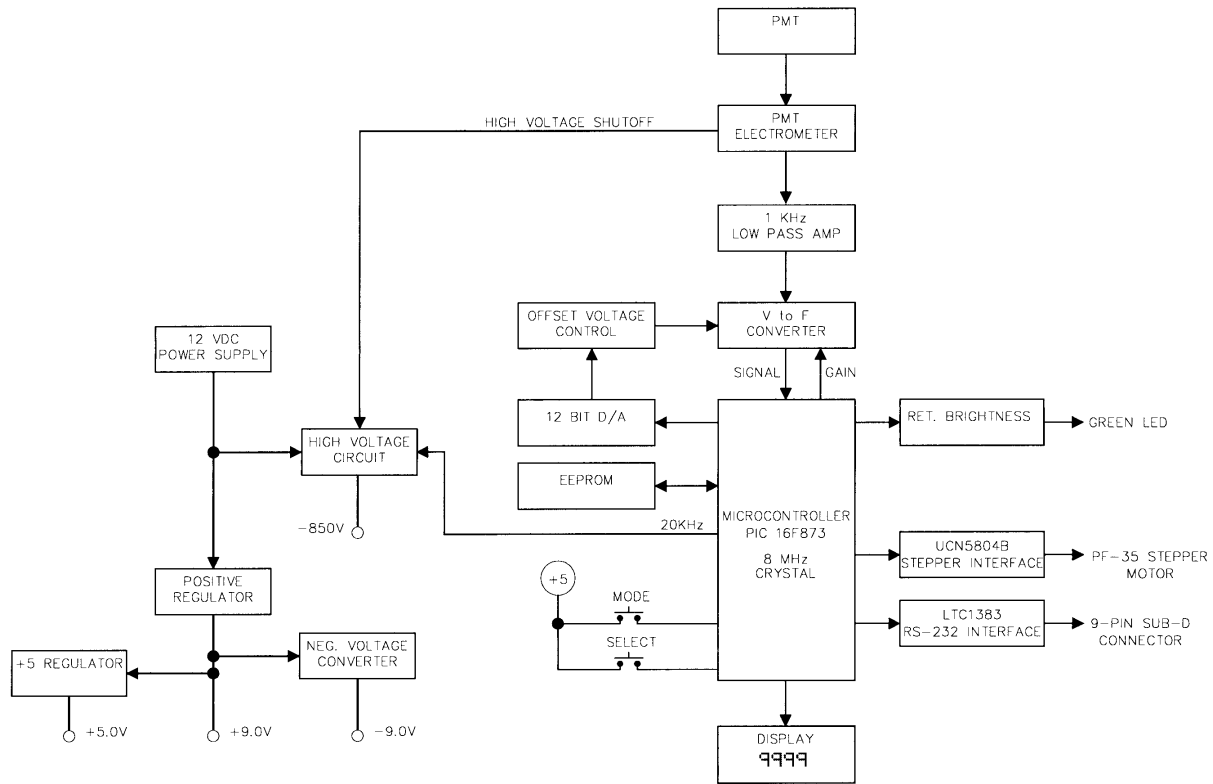 PMT
HIGH VOLTAGE SHUTOFF
PMT
ELECTROMETER
1 KHz
LOW PASS AMP
OFFSET VOLTAGE
CONTROL
V to F
CONVERTER
12 VDC
POWER SUPPLY
SIGNAL
GAIN
12 BIT D/A
RET. BRIGHTNESS
GREEN LED
HIGH VOLTAGE
CIRCUIT
EEPROM
-850V
20KHz
MICROCONTROLLER
PIC 16F873
8 MHz
CRYSTAL
UCN5804B
STEPPER INTERFACE
PF-35 STEPPER
MOTOR
POSITIVE
REGULATOR
+5
MODE
SELECT
LTC1383
RS-232 INTERFACE
9-PIN SUB-D
CONNECTOR
+5 REGULATOR
NEG. VOLTAGE
CONVERTER
+5.0V
+9.0V
-9.0V
DISPLAY
9999